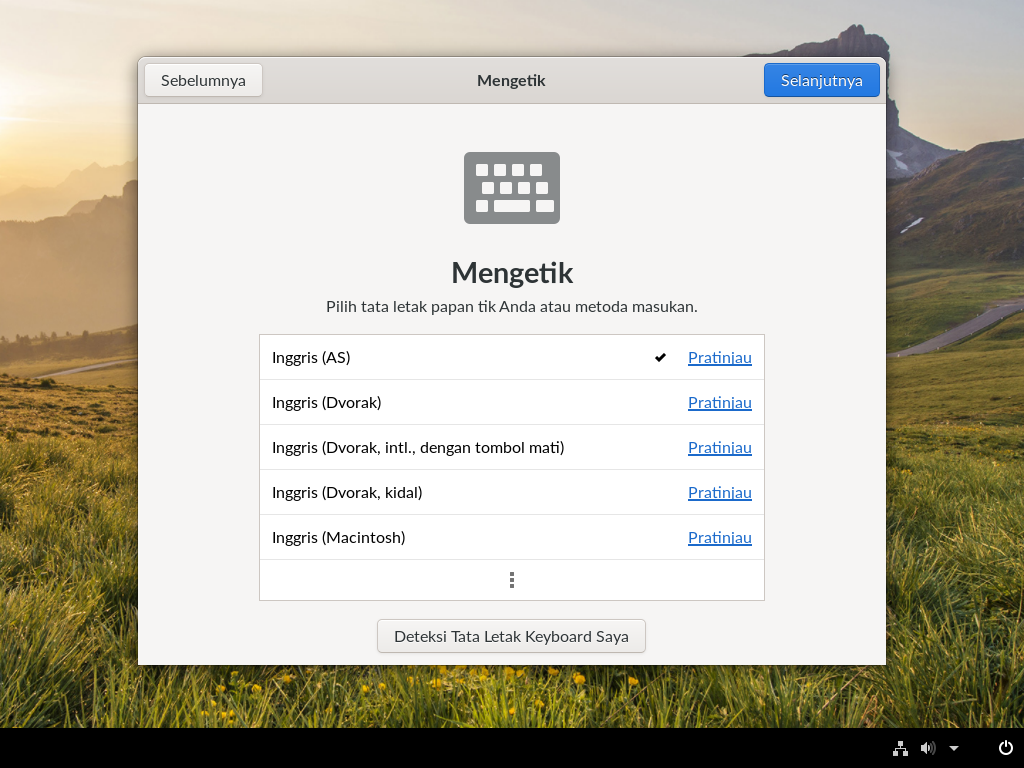 Sebelumnya
Mengetik
Selanjutnya
Mengetik
Pilih tata letak papan tik Anda atau metoda masukan.
Inggris (AS)
Pratinjau
Inggris (Dvorak)
Pratinjau
Inggris (Dvorak, intl., dengan tombol mati)
Pratinjau
Inggris (Dvorak, kidal)
Pratinjau
Inggris (Macintosh)
Pratinjau
Deteksi Tata Letak Keyboard Saya